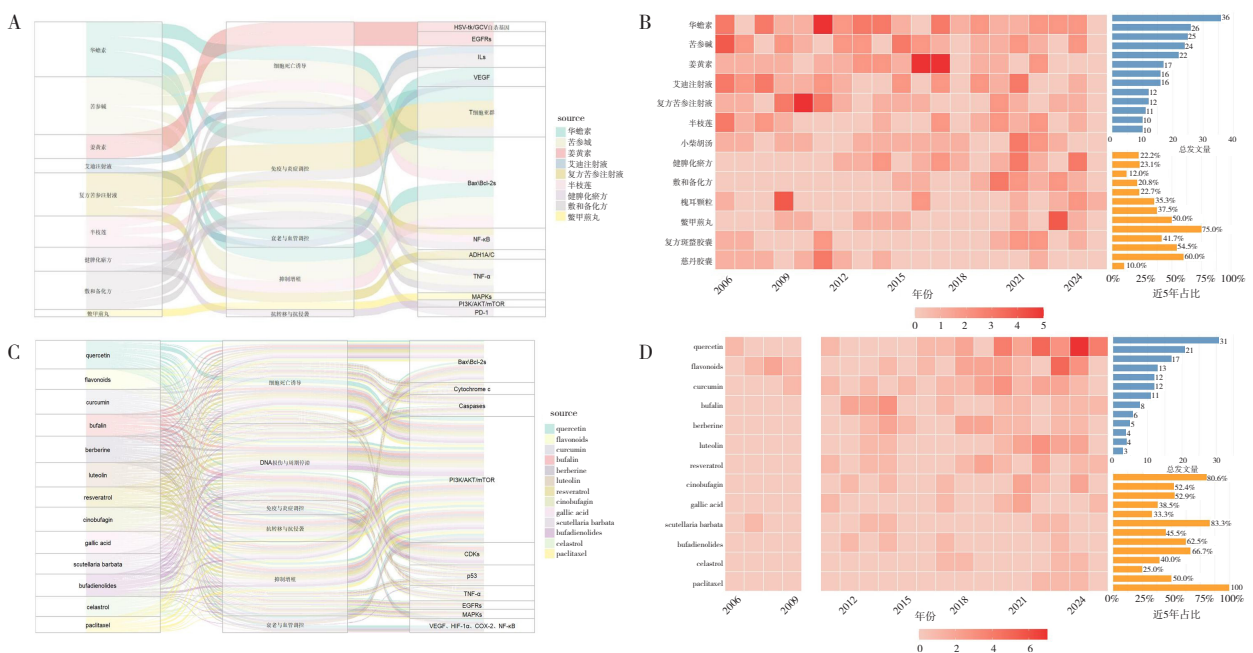 A
华蟾素
苦参碱
姜黄素
艾迪注射液
复方苦参注射液
半枝莲
健脾化瘀方
敷和备化方
鳖甲煎丸
细胞死亡诱导
免疫与炎症调控
衰老与血管调控
抑制增殖
抗转移与抗侵袭
HSV-tk/GCV自杀基因
EGFRs
ILs
VEGF
T细胞亚群
Bax\Bcl-2s
NF-κB
ADH1A/C
TNF-α
MAPKs
PI3K/AKT/mTOR
PD-1
source
华蟾素
苦参碱
姜黄素
艾迪注射液
复方苦参注射液
半枝莲
健脾化瘀方
敷和备化方
鳖甲煎丸
B
华蟾素
苦参碱
姜黄素
艾迪注射液
复方苦参注射液
半枝莲
小柴胡汤
健脾化瘀方
敷和备化方
槐耳颗粒
鳖甲煎丸
复方斑蝥胶囊
慈丹胶囊
2006
2009
2012
2015
2018
2021
2024
年份
0 1 2 3 4 5
36
26
25
24
22
17
16
16
12
12
11
10
10
0 10 20 30 40
总发文量
22.2%
23.1%
12.0%
20.8%
22.7%
35.3%
37.5%
50.0%
75.0%
41.7%
54.5%
60.0%
10.0%
0% 25% 50% 75% 100%
近5年占比
C
quercetin
flavonoids
curcumin
bufalin
berberine
luteolin
resveratrol
cinobufagin
gallic acid
scutellaria barbata
bufadienolides
celastrol
paclitaxel
细胞死亡诱导
DNA损伤与周期停滞
免疫与炎症调控
抗转移与抗侵袭
抑制增殖
衰老与血管调控
Bax\Bcl-2s
Cytochrome c
Caspases
PI3K/AKT/mTOR
CDKs
p53
TNF-α
EGFRs
MAPKs
VEGF、HIF-1α、COX-2、NF-κB
source
quercetin
flavonoids
curcumin
bufalin
berberine
luteolin
resveratrol
cinobufagin
gallic acid
scutellaria barbata
bufadienolides
celastrol
paclitaxel
D
quercetin
flavonoids
curcumin
bufalin
berberine
luteolin
resveratrol
cinobufagin
gallic acid
scutellaria barbata
bufadienolides
celastrol
paclitaxel
2006
2009
2012
2015
2018
2021
2024
年份
0 2 4 6
31
21
17
13
12
12
11
8
6
5
4
4
3
0 10 20 30
总发文量
80.6%
52.4%
52.9%
38.5%
33.3%
83.3%
45.5%
62.5%
66.7%
40.0%
25.0%
50.0%
100
0% 25% 50% 75% 100%
近5年占比